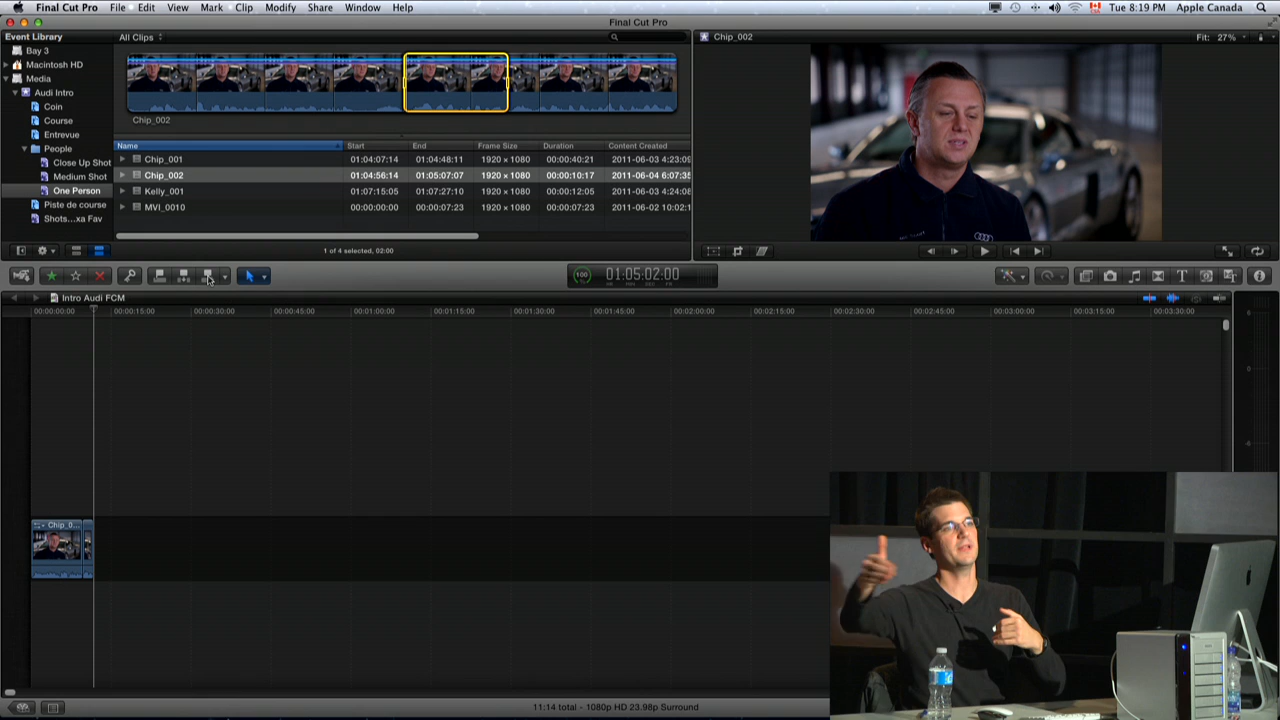 Final Cut Pro File Edit View Mark Clip Modify Share Window Help Tue 8:19 PM Apple Canada
Final Cut Pro
Event Library
All Clips
Chip_002
Fit: 27%
Bay 3
Macintosh HD
Media
Audi Intro
Coin
Course
Entrevue
People
Close Up Shot
Medium Shot
One Person
Piste de course
Shots...xa Fav
Chip_002
Name Start End Frame Size Duration Content Created
Chip_001 01:04:07:14 01:04:48:11 1920 × 1080 00:00:40:21 2011-06-03 4:23:09
Chip_002 01:04:56:14 01:05:07:07 1920 × 1080 00:00:10:17 2011-06-04 6:07:35
Kelly_001 01:07:15:05 01:07:27:10 1920 × 1080 00:00:12:05 2011-06-03 4:24:08
MVI_0010 00:00:00:00 00:00:07:23 1920 × 1080 00:00:07:23 2011-06-02 10:02:1
1 of 4 selected, 02:00
100
01:05:02:00
HR MIN SEC FR
Intro Audi FCM
00:00:00:00 00:00:15:00 00:00:30:00 00:00:45:00 00:01:00:00 00:01:15:00 00:01:30:00 00:01:45:00 00:02:00:00 00:02:15:00 00:02:30:00 00:02:45:00 00:03:00:00 00:03:15:00 00:03:30:00
6
0
-6
Chip_0...
11:14 total - 1080p HD 23.98p Surround